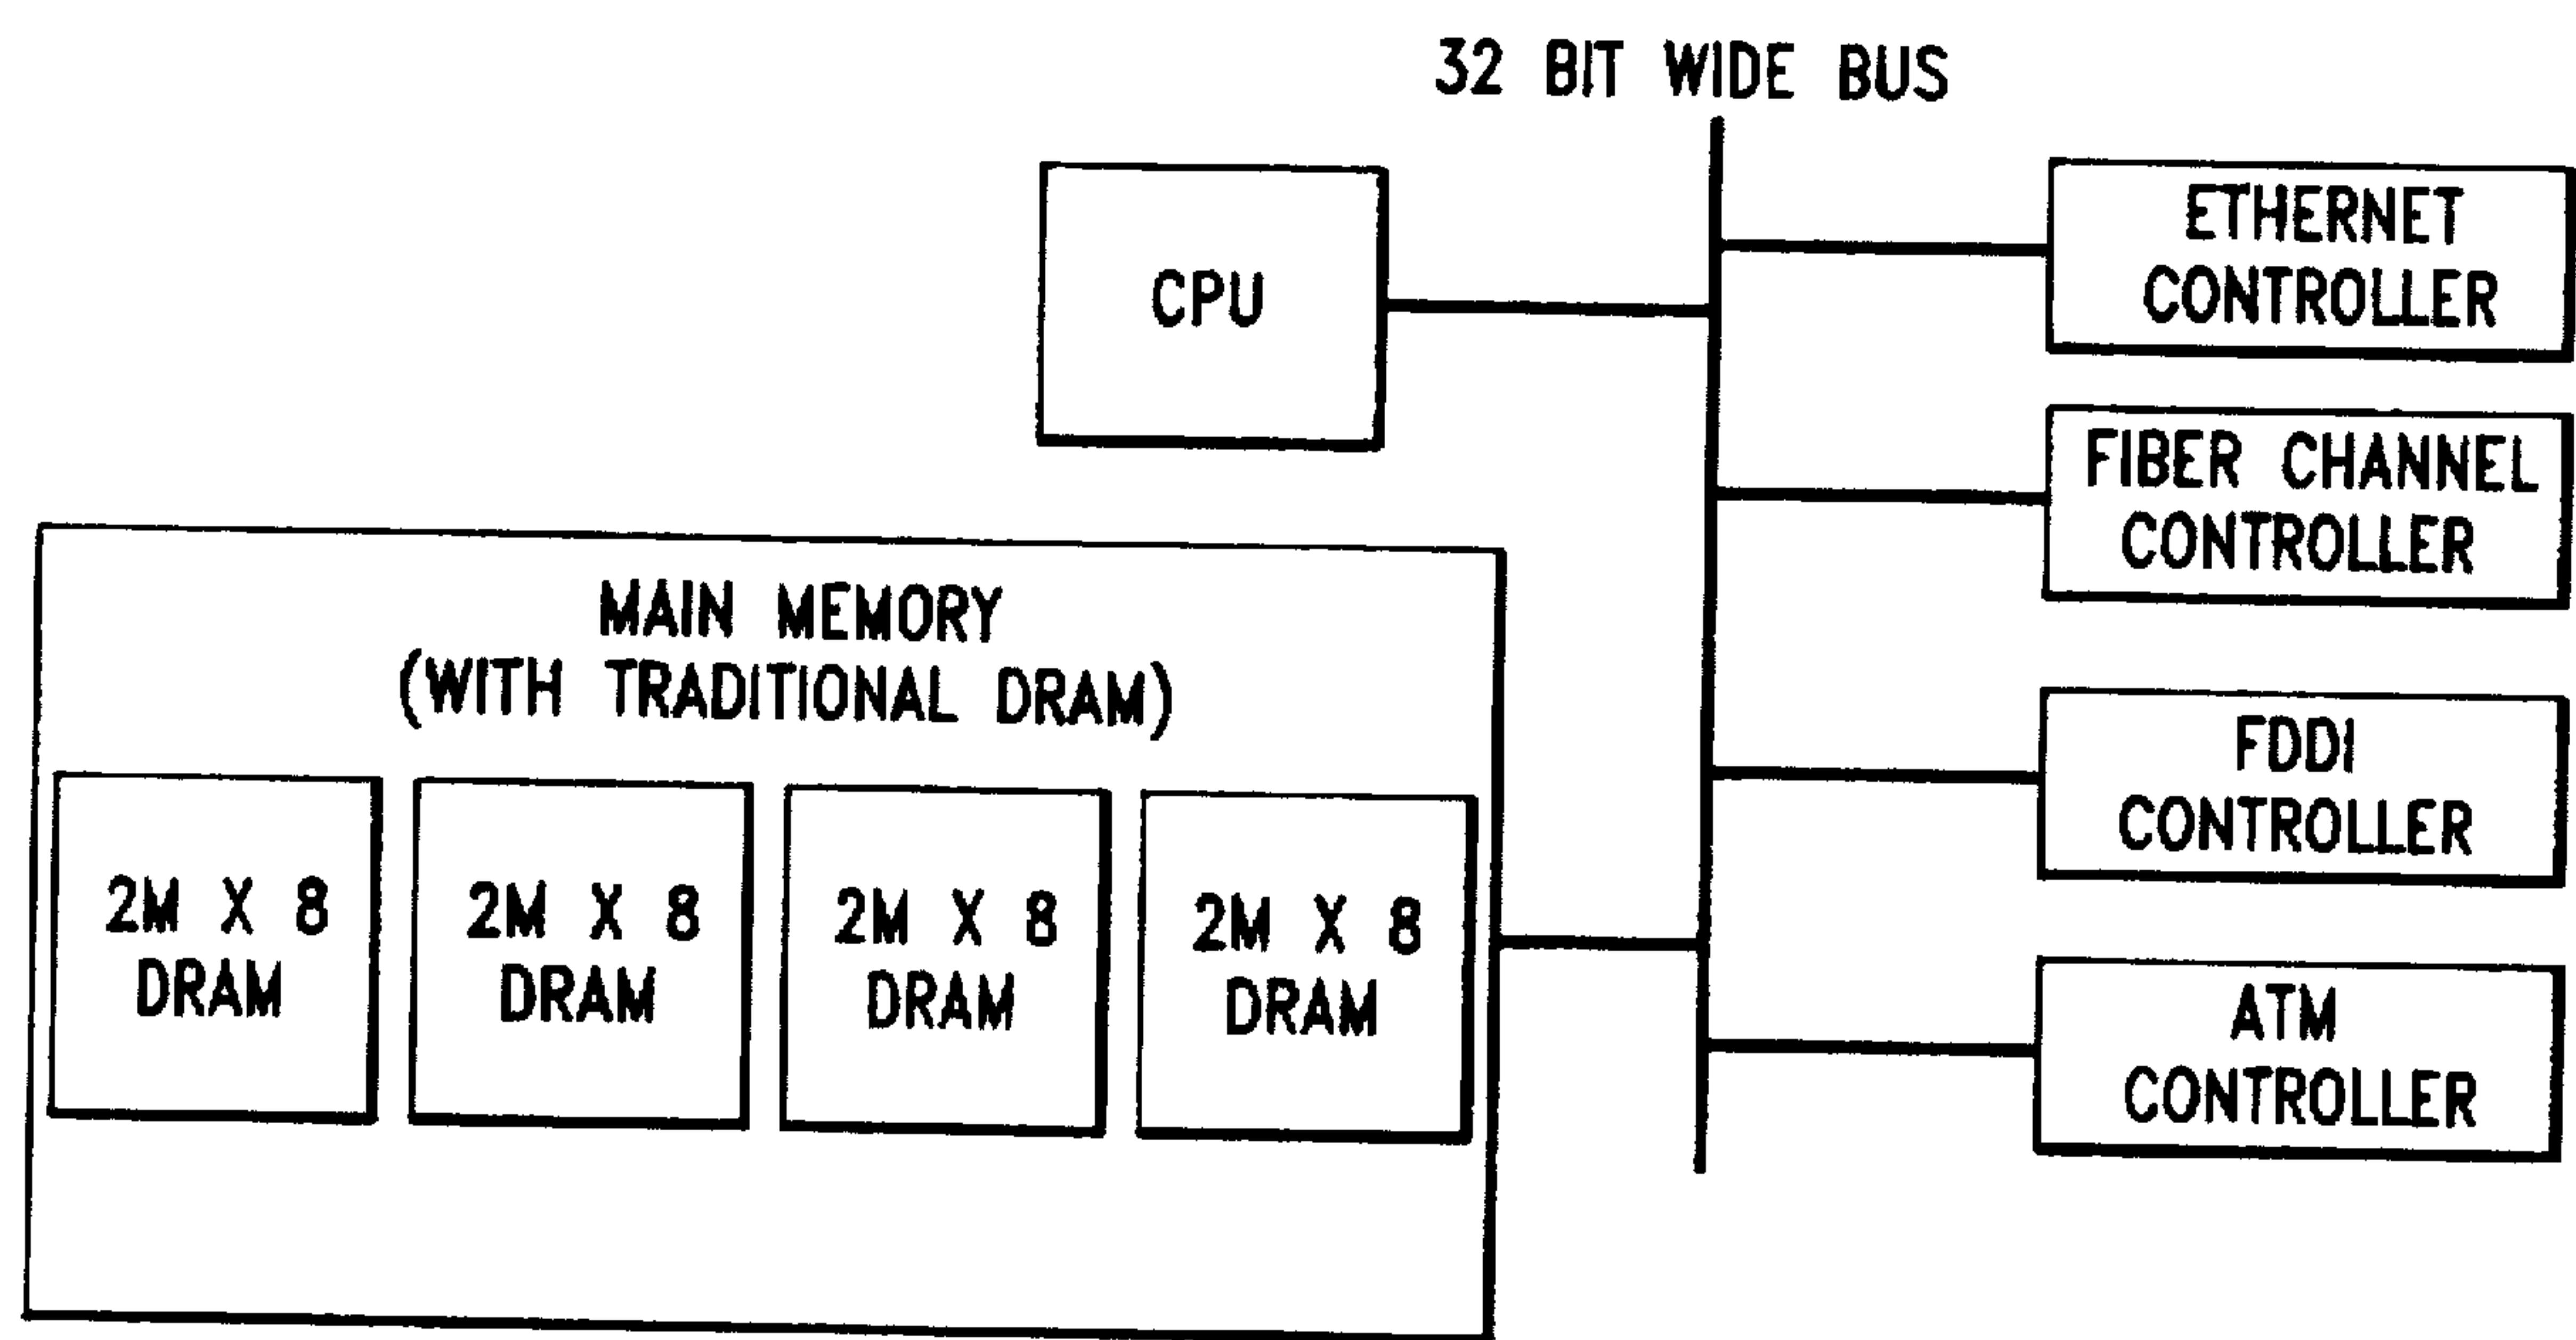 32 BIT WIDE BUS
CPU
ETHERNET
CONTROLLER
FIBER CHANNEL
CONTROLLER
MAIN MEMORY
(WITH TRADITIONAL DRAM)
FDDI
CONTROLLER
2M X 8
DRAM
2M X 8
DRAM
2M X 8
DRAM
2M X 8
DRAM
ATM
CONTROLLER